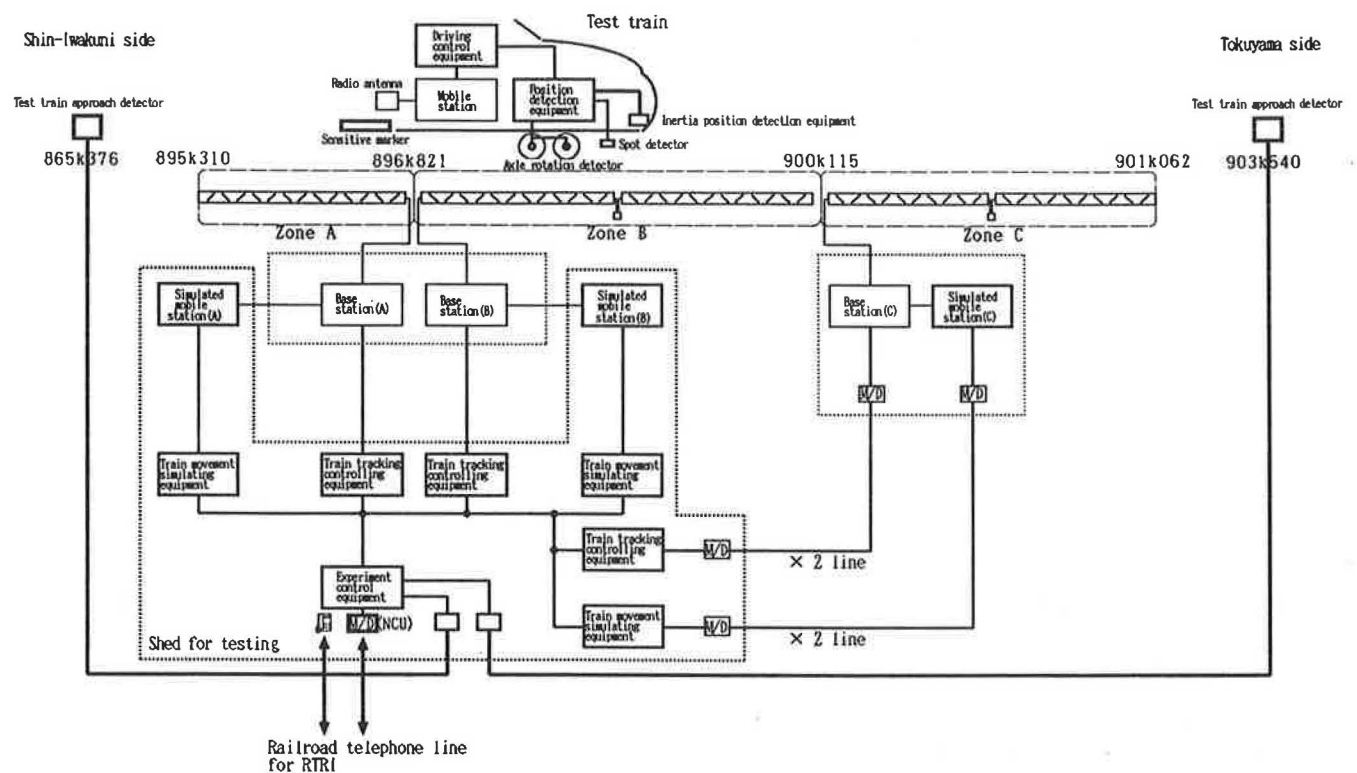 Test train
Shin-Iwakuni side
Tokuyama side
Driving
control
equipment
Radio antenna
Mobile
station
Position
detection
equipment
Test train approach detector
Test train approach detector
Inertia position detection equipment
Sensitive marker
Spot detector
Axle rotation detector
865k376
895k310
896k821
900k115
901k062
903k540
Zone A
Zone B
Zone C
Simulated
mobile
station(A)
Base
station(A)
Base
station(B)
Simulated
mobile
station(B)
Base
station(C)
Simulated
mobile
station(C)
M/D
M/D
Train movement
simulating
equipment
Train tracking
controlling
equipment
Train tracking
controlling
equipment
Train movement
simulating
equipment
Train tracking
controlling
equipment
M/D
× 2 line
Experiment
control
equipment
M/D
(NCU)
Train movement
simulating
equipment
M/D
× 2 line
Shed for testing
Railroad telephone line
for RTRI